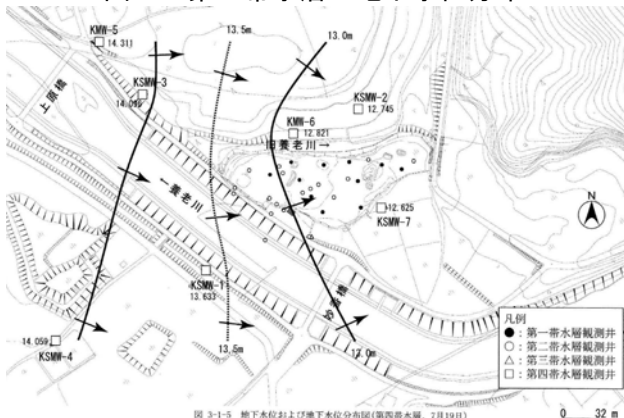 KMW-5
14.311
13.5m
13.0m
KSMW-3
14.099
KSMW-2
12.745
上原橋
KMW-6
12.821
旧養老川→
←養老川
12.625
KSMW-7
N
KSMW-1
13.633
14.059
KSMW-4
13.5m
13.0m
凡例
●：第一帯水層観測井
○：第二帯水層観測井
△：第三帯水層観測井
□：第四帯水層観測井
図 3-1-5 地下水位および地下水位分布図(第四帯水層、7月19日)
0 32 m